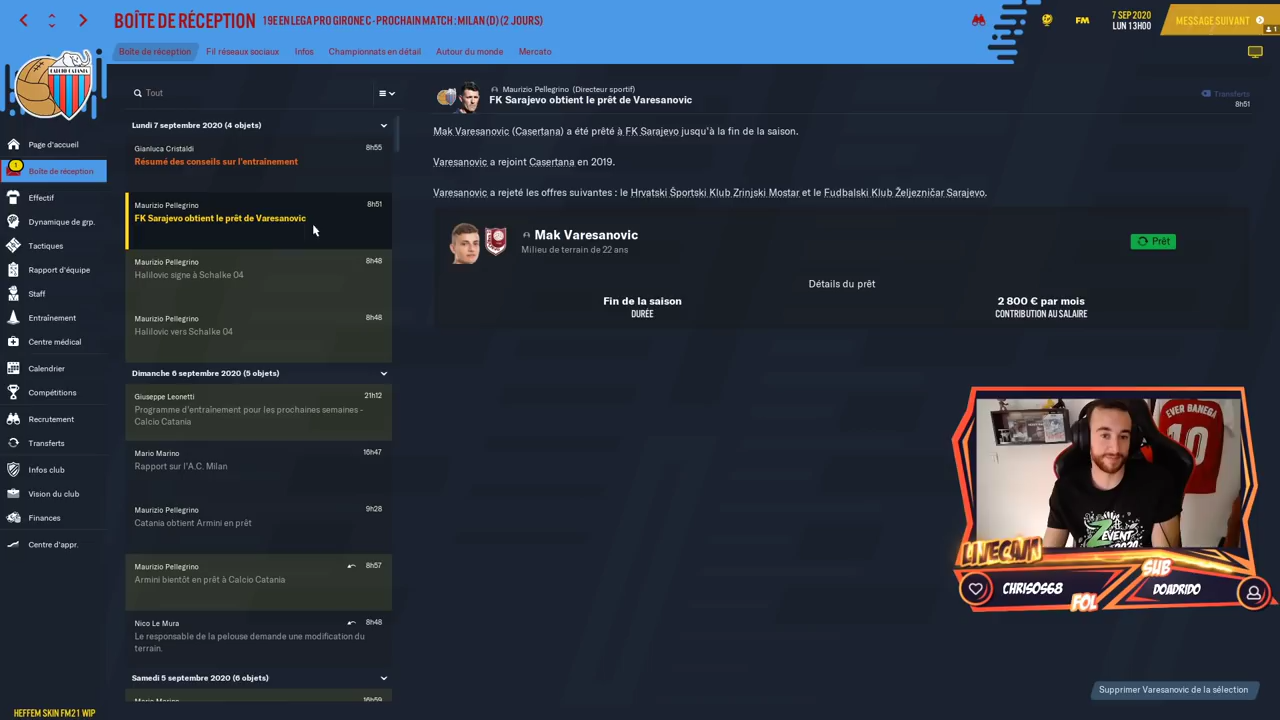 BOÎTE DE RÉCEPTION
19E EN LEGA PRO GIRONE C - PROCHAIN MATCH : MILAN (D) (2 JOURS)
FM
7 SEP 2020
LUN 13H00
MESSAGE SUIVANT
1
Boîte de réception
Fil réseaux sociaux
Infos
Championnats en détail
Autour du monde
Mercato
CALCIO CATANIA
Page d'accueil
1
Boîte de réception
Effectif
Dynamique de grp.
Tactiques
Rapport d'équipe
Staff
Entraînement
Centre médical
Calendrier
Compétitions
Recrutement
Transferts
Infos club
Vision du club
Finances
Centre d'appr.
HEFFEM SKIN FM21 WIP
Tout
Lundi 7 septembre 2020 (4 objets)
Gianluca Cristaldi
8h55
Résumé des conseils sur l'entraînement
Maurizio Pellegrino
8h51
FK Sarajevo obtient le prêt de Varesanovic
Maurizio Pellegrino
8h48
Halilovic signe à Schalke 04
Maurizio Pellegrino
8h48
Halilovic vers Schalke 04
Dimanche 6 septembre 2020 (5 objets)
Giuseppe Leonetti
21h12
Programme d'entraînement pour les prochaines semaines -
Calcio Catania
Mario Marino
16h47
Rapport sur l'A.C. Milan
Maurizio Pellegrino
9h28
Catania obtient Armini en prêt
Maurizio Pellegrino
8h57
Armini bientôt en prêt à Calcio Catania
Nico Le Mura
8h48
Le responsable de la pelouse demande une modification du
terrain.
Samedi 5 septembre 2020 (6 objets)
Mario Marino
16h59
Maurizio Pellegrino (Directeur sportif)
FK Sarajevo obtient le prêt de Varesanovic
Transferts
8h51
Mak Varesanovic (Casertana) a été prêté à FK Sarajevo jusqu'à la fin de la saison.
Varesanovic a rejoint Casertana en 2019.
Varesanovic a rejeté les offres suivantes : le Hrvatski Športski Klub Zrinjski Mostar et le Fudbalski Klub Željezničar Sarajevo.
Mak Varesanovic
Milieu de terrain de 22 ans
Prêt
Détails du prêt
Fin de la saison
DURÉE
2 800 € par mois
CONTRIBUTION AU SALAIRE
EVER BANEGA
10
Z EVENT
LIVECAM
CHRISOS68
FOL
SUB
DOADRIDO
Supprimer Varesanovic de la sélection